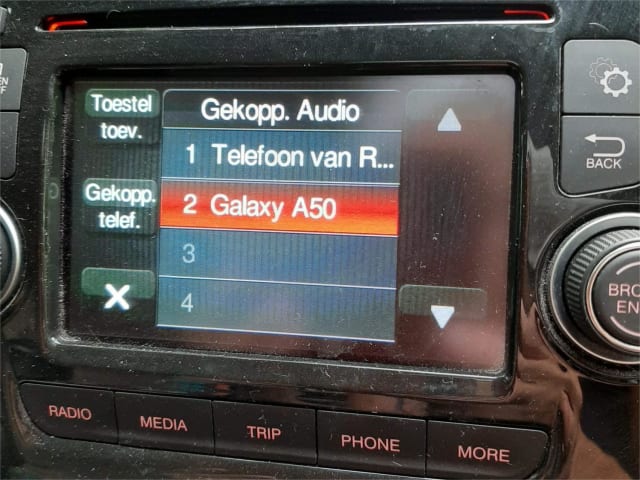 Toestel
toev.
Gekopp. Audio
1 Telefoon van R...
Gekopp.
telef.
2 Galaxy A50
3
4
BACK
RADIO
MEDIA
TRIP
PHONE
MORE